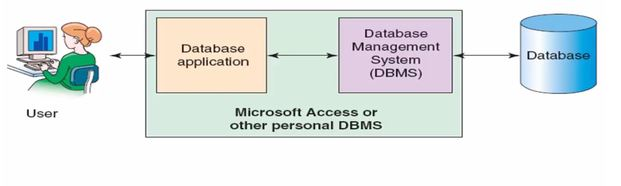 User
Database
application
Database
Management
System
(DBMS)
Database
Microsoft Access or
other personal DBMS